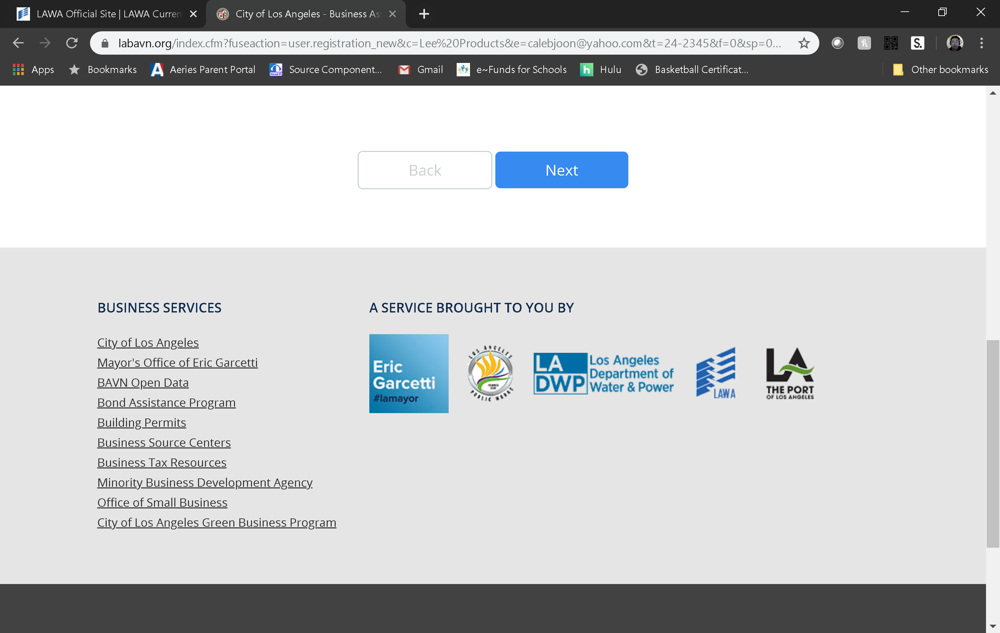 LAWA Official Site | LAWA Curren
City of Los Angeles - Business As
labavn.org/index.cfm?fuseaction=user.registration_new&c=Lee%20Products&e=calebjoon@yahoo.com&t=24-2345&f=0&sp=0...
Apps Bookmarks Aeries Parent Portal Source Component... Gmail e~Funds for Schools Hulu Basketball Certificat... Other bookmarks
Back Next
BUSINESS SERVICES
City of Los Angeles
Mayor's Office of Eric Garcetti
BAVN Open Data
Bond Assistance Program
Building Permits
Business Source Centers
Business Tax Resources
Minority Business Development Agency
Office of Small Business
City of Los Angeles Green Business Program
A SERVICE BROUGHT TO YOU BY
Eric
Garcetti
#lamayor
LOS ANGELES
PUBLIC WORKS
LA
DWP
Los Angeles
Department of
Water & Power
LAWA
LA
THE PORT
OF LOS ANGELES